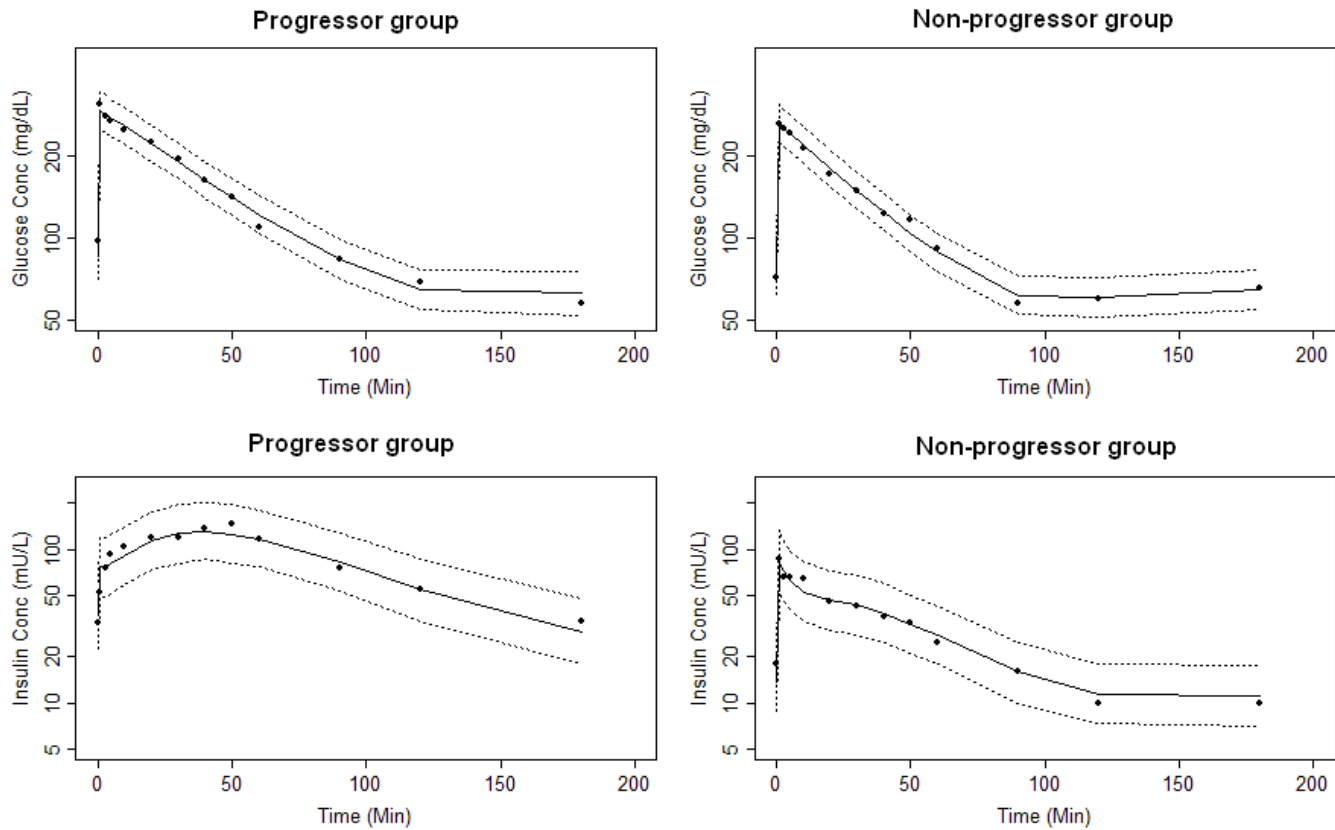 Progressor group
Glucose Conc (mg/dL)
200
100
50
0 50 100 150 200
Time (Min)
Non-progressor group
Glucose Conc (mg/dL)
200
100
50
0 50 100 150 200
Time (Min)
Progressor group
Insulin Conc (mU/L)
100
50
20
10
5
0 50 100 150 200
Time (Min)
Non-progressor group
Insulin Conc (mU/L)
100
50
20
10
5
0 50 100 150 200
Time (Min)